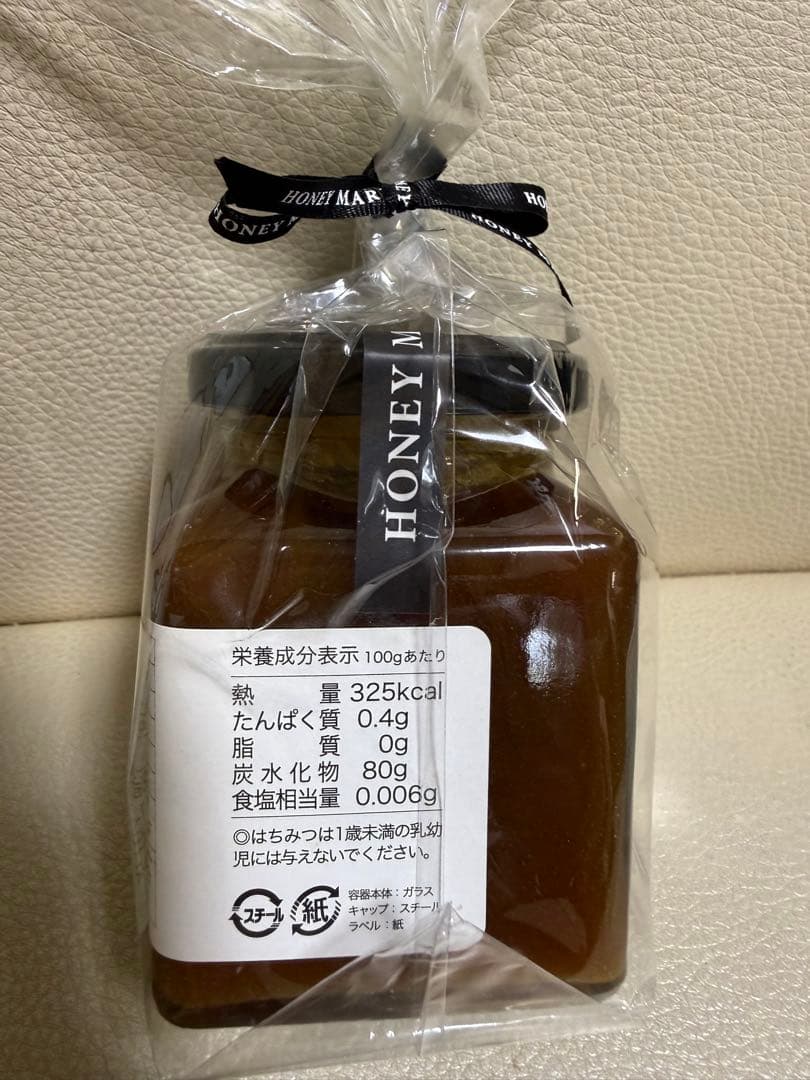 HONEY MAR
HONEY
HONEY M
HO
HONEY M
HONEY M
栄養成分表示 100gあたり
熱量 325kcal
たんぱく質 0.4g
脂質 0g
炭水化物 80g
食塩相当量 0.006g
◎はちみつは1歳未満の乳幼
児には与えないでください。
スチール
紙
容器本体：ガラス
キャップ：スチール
ラベル：紙